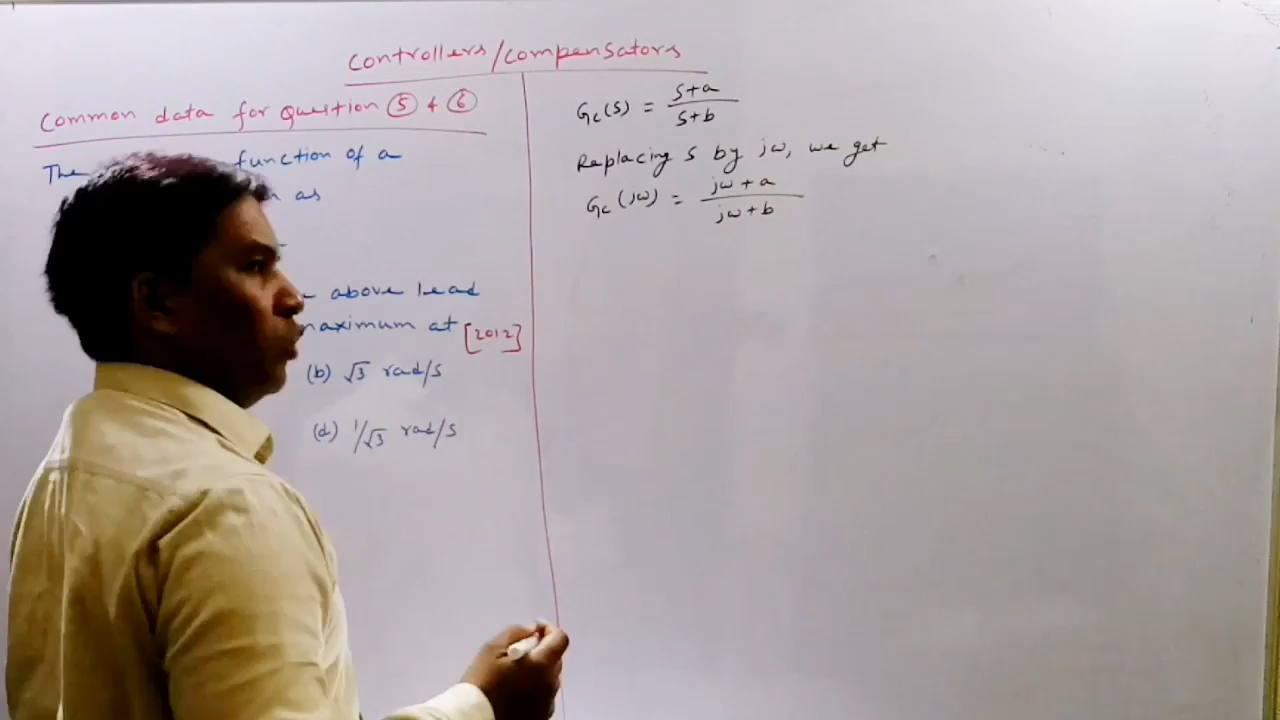 Controllers/Compensators
Common data for Question ⑤ & ⑥
The function of a
as
above lead
maximum at [2012]
(b) √3 rad/s
(d) 1/√3 rad/s
Gc(s) = s+a / s+b
Replacing s by jω, we get
Gc(jω) = jω+a / jω+b